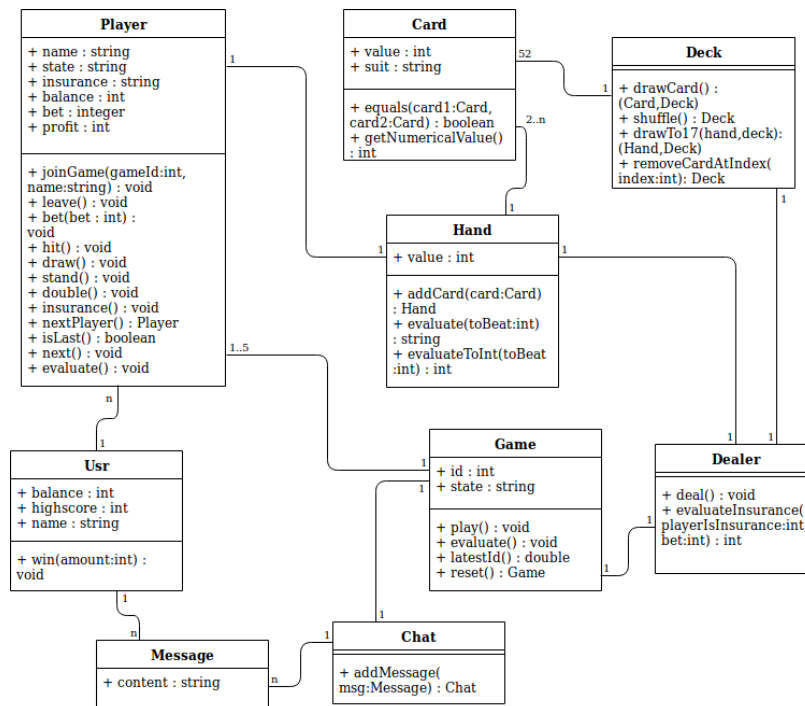 Player
+ name : string
+ state : string
+ insurance : string
+ balance : int
+ bet : integer
+ profit : int
+ joinGame(gameId:int,
name:string) : void
+ leave() : void
+ bet(bet : int) :
void
+ hit() : void
+ draw() : void
+ stand() : void
+ double() : void
+ insurance() : void
+ nextPlayer() : Player
+ isLast() : boolean
+ next() : void
+ evaluate() : void
1
1..5
n
Card
+ value : int
+ suit : string
+ equals(card1:Card,
card2:Card) : boolean
+ getNumericalValue()
: int
52
2..n
1
Deck
+ drawCard() :
(Card,Deck)
+ shuffle() : Deck
+ drawTo17(hand,deck):
(Hand,Deck)
+ removeCardAtIndex(
index:int): Deck
1
1
Hand
+ value : int
+ addCard(card:Card)
: Hand
+ evaluate(toBeat:int)
: string
+ evaluateToInt(toBeat
:int) : int
1
1
1
Usr
+ balance : int
+ highscore : int
+ name : string
+ win(amount:int) :
void
1
1
Game
+ id : int
+ state : string
+ play() : void
+ evaluate() : void
+ latestId() : double
+ reset() : Game
1
1
1
1
1
Dealer
+ deal() : void
+ evaluateInsurance(
playerIsInsurance:int,
bet:int) : int
1
n
Message
+ content : string
n
1
1
Chat
+ addMessage(
msg:Message) : Chat